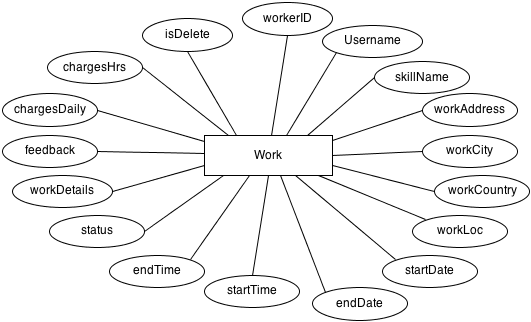 workerID
isDelete
Username
chargesHrs
skillName
chargesDaily
workAddress
feedback
Work
workCity
workDetails
workCountry
status
workLoc
endTime
startDate
startTime
endDate